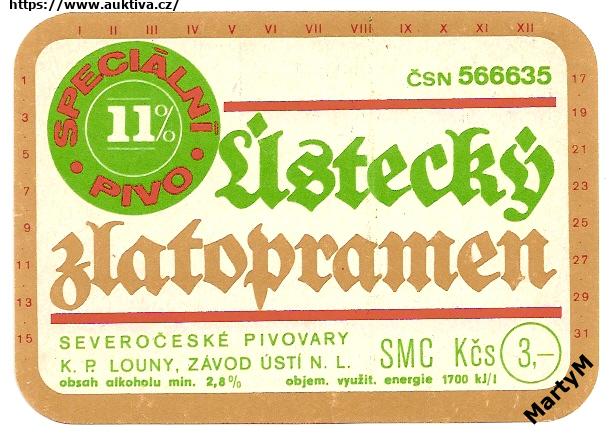 https://www.auktiva.cz/
I II III IV V VI VII VIII IX X XI XII
1 3 5 7 9 11 13 15
17 19 21 23 25 27 29 31
SPECIÁLNÍ
11%
PIVO
ČSN 566635
Ústecký
zlatopramen
SEVEROČESKÉ PIVOVARY
K. P. LOUNY, ZÁVOD ÚSTÍ N. L.
SMC Kčs 3,–
obsah alkoholu min. 2,8% objem. využit. energie 1700 kJ/l
MartyM